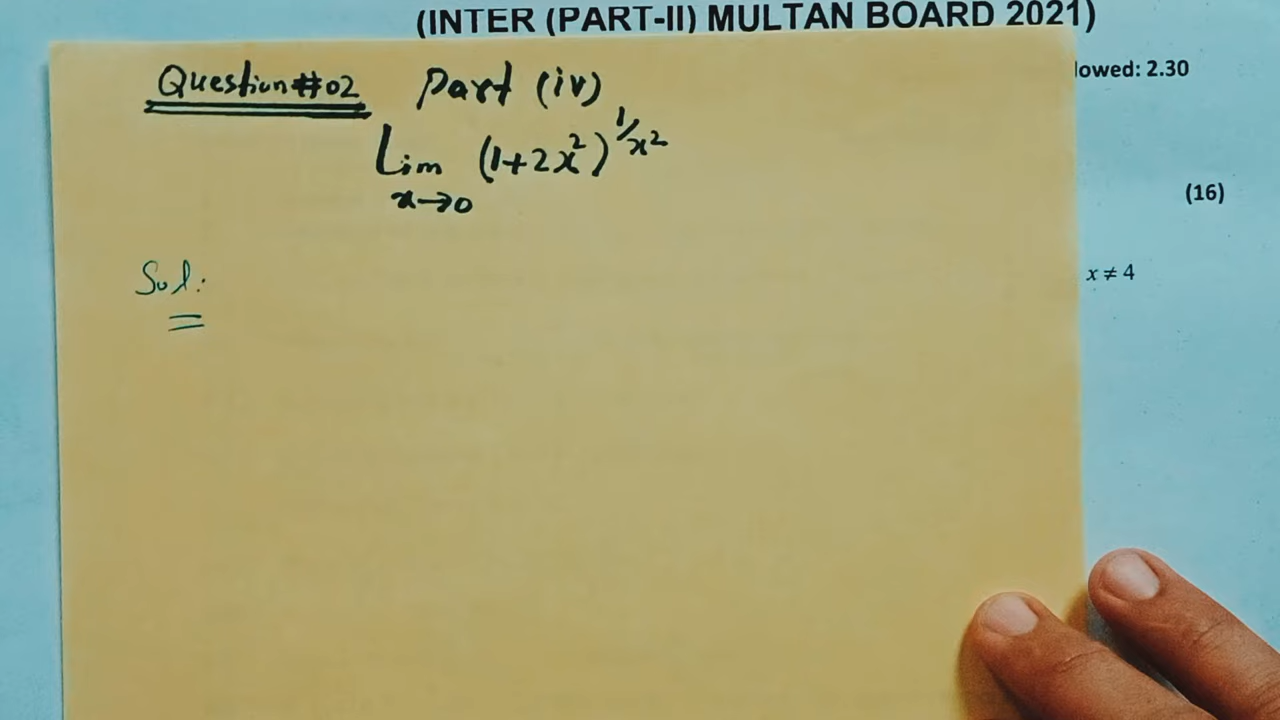 (INTER (PART-II) MULTAN BOARD 2021)
lowed: 2.30
Question#02 Part (iv)
Lim (1+2x²)^1/x²
x→0
(16)
x ≠ 4
Sol: